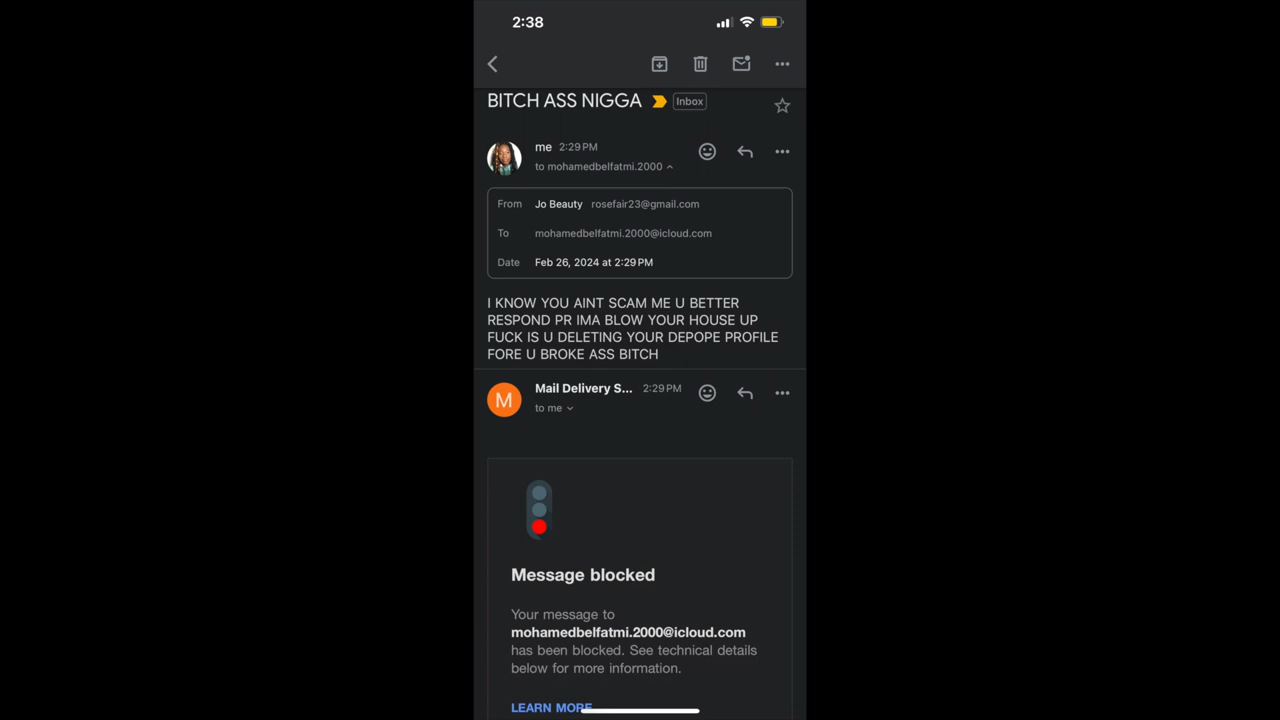 2:38
BITCH ASS NIGGA Inbox
me 2:29 PM
to mohamedbelfatmi.2000
From Jo Beauty rosefair23@gmail.com
To mohamedbelfatmi.2000@icloud.com
Date Feb 26, 2024 at 2:29 PM
I KNOW YOU AINT SCAM ME U BETTER
RESPOND PR IMA BLOW YOUR HOUSE UP
FUCK IS U DELETING YOUR DEPOPE PROFILE
FORE U BROKE ASS BITCH
Mail Delivery S... 2:29 PM
M
to me
Message blocked
Your message to
mohamedbelfatmi.2000@icloud.com
has been blocked. See technical details
below for more information.
LEARN MORE